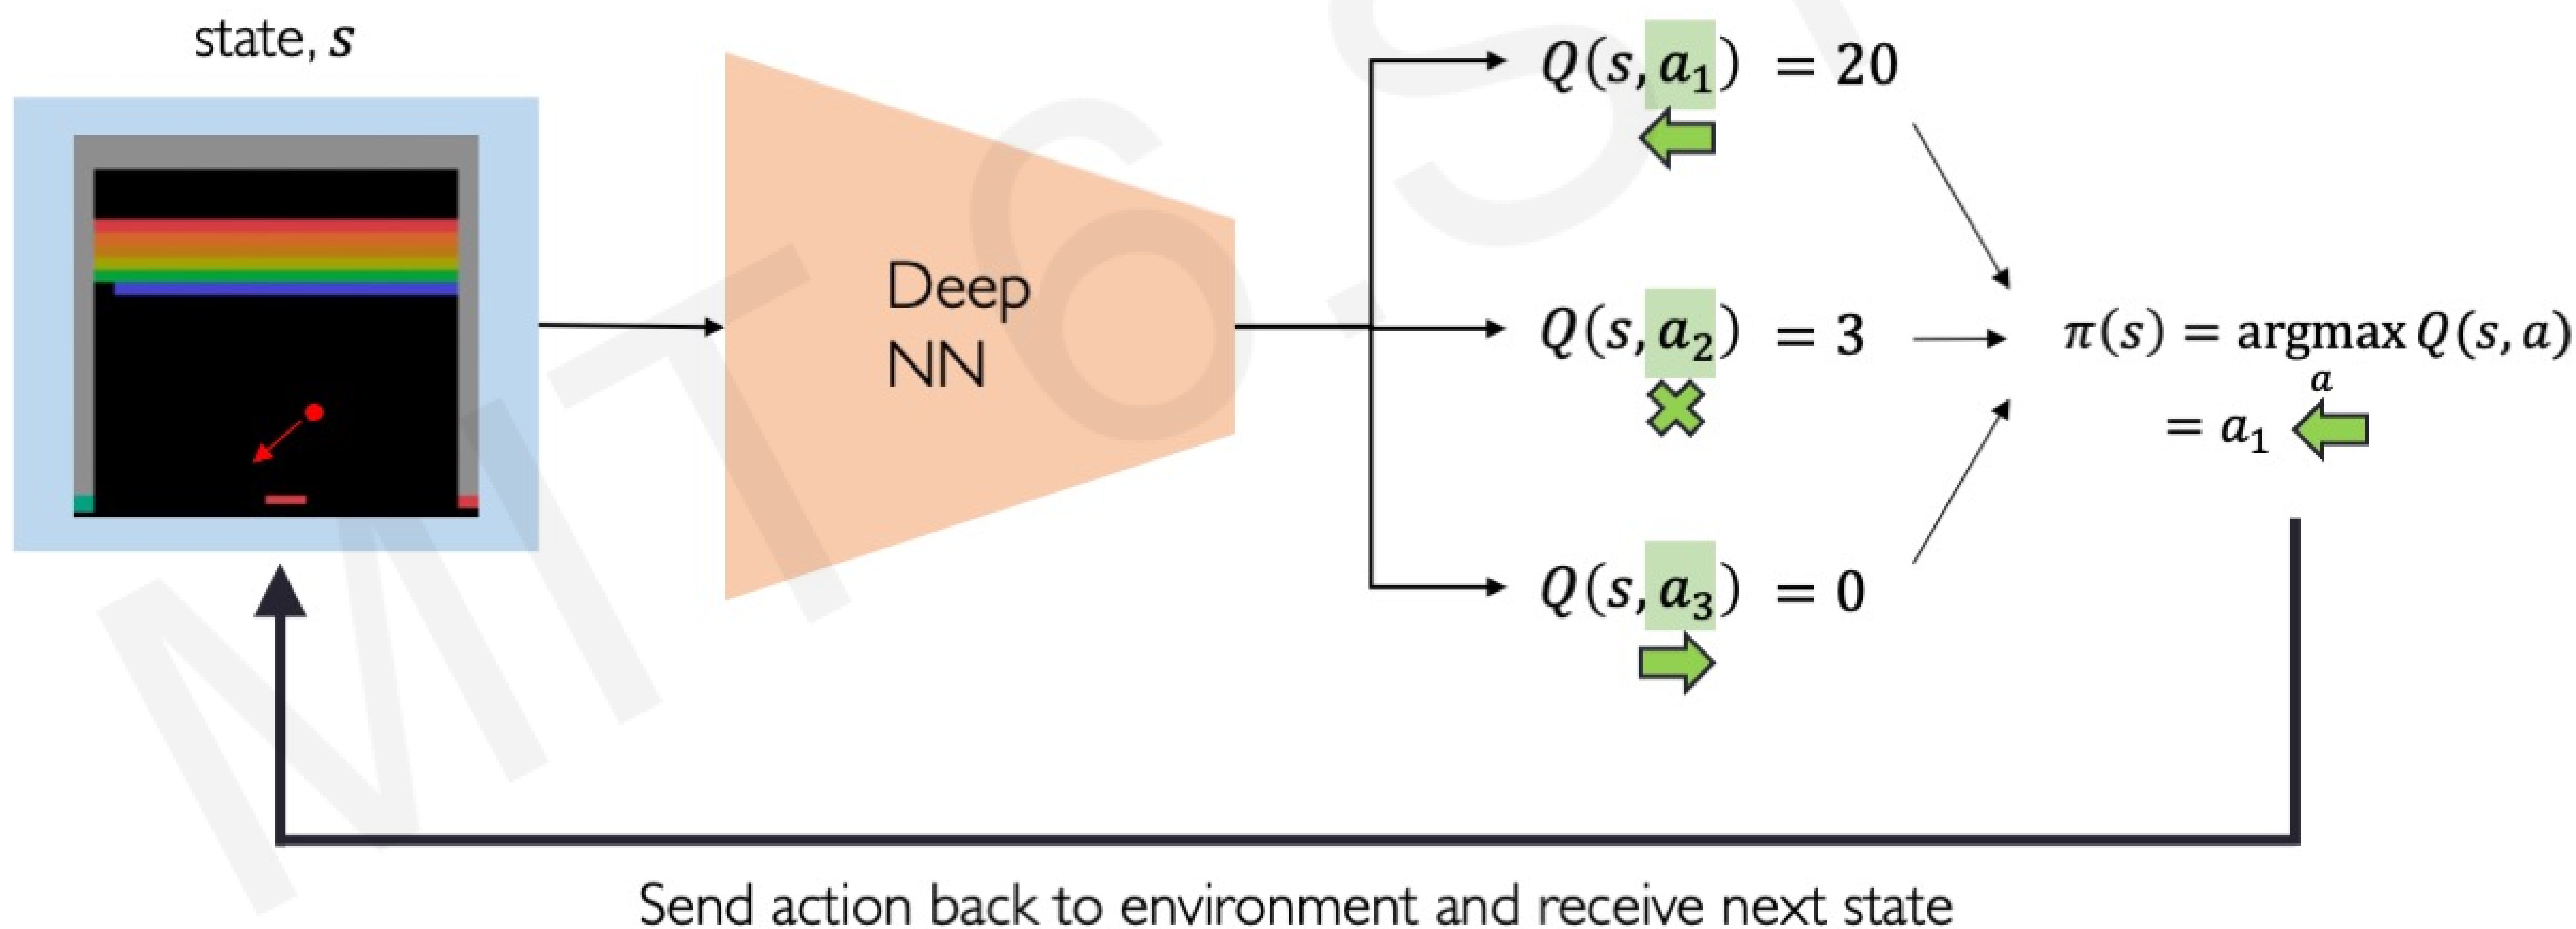 state, s
Deep
NN
Q(s, a₁) = 20
Q(s, a₂) = 3
Q(s, a₃) = 0
π(s) = argmax Q(s, a)
a
= a₁
Send action back to environment and receive next state
MIT 6.S1